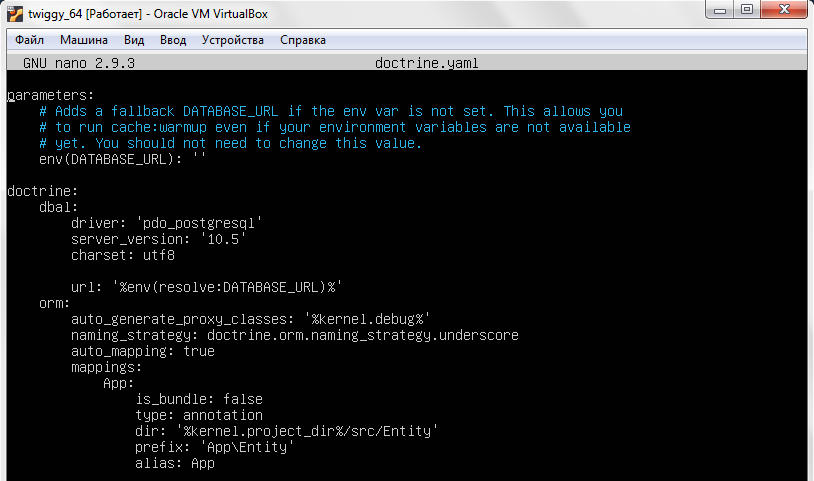 twiggy_64 [Работает] - Oracle VM VirtualBox
Файл Машина Вид Ввод Устройства Справка
GNU nano 2.9.3 doctrine.yaml
parameters:
    # Adds a fallback DATABASE_URL if the env var is not set. This allows you
    # to run cache:warmup even if your environment variables are not available
    # yet. You should not need to change this value.
    env(DATABASE_URL): ''
doctrine:
    dbal:
        driver: 'pdo_postgresql'
        server_version: '10.5'
        charset: utf8
        url: '%env(resolve:DATABASE_URL)%'
    orm:
        auto_generate_proxy_classes: '%kernel.debug%'
        naming_strategy: doctrine.orm.naming_strategy.underscore
        auto_mapping: true
        mappings:
            App:
                is_bundle: false
                type: annotation
                dir: '%kernel.project_dir%/src/Entity'
                prefix: 'App\Entity'
                alias: App